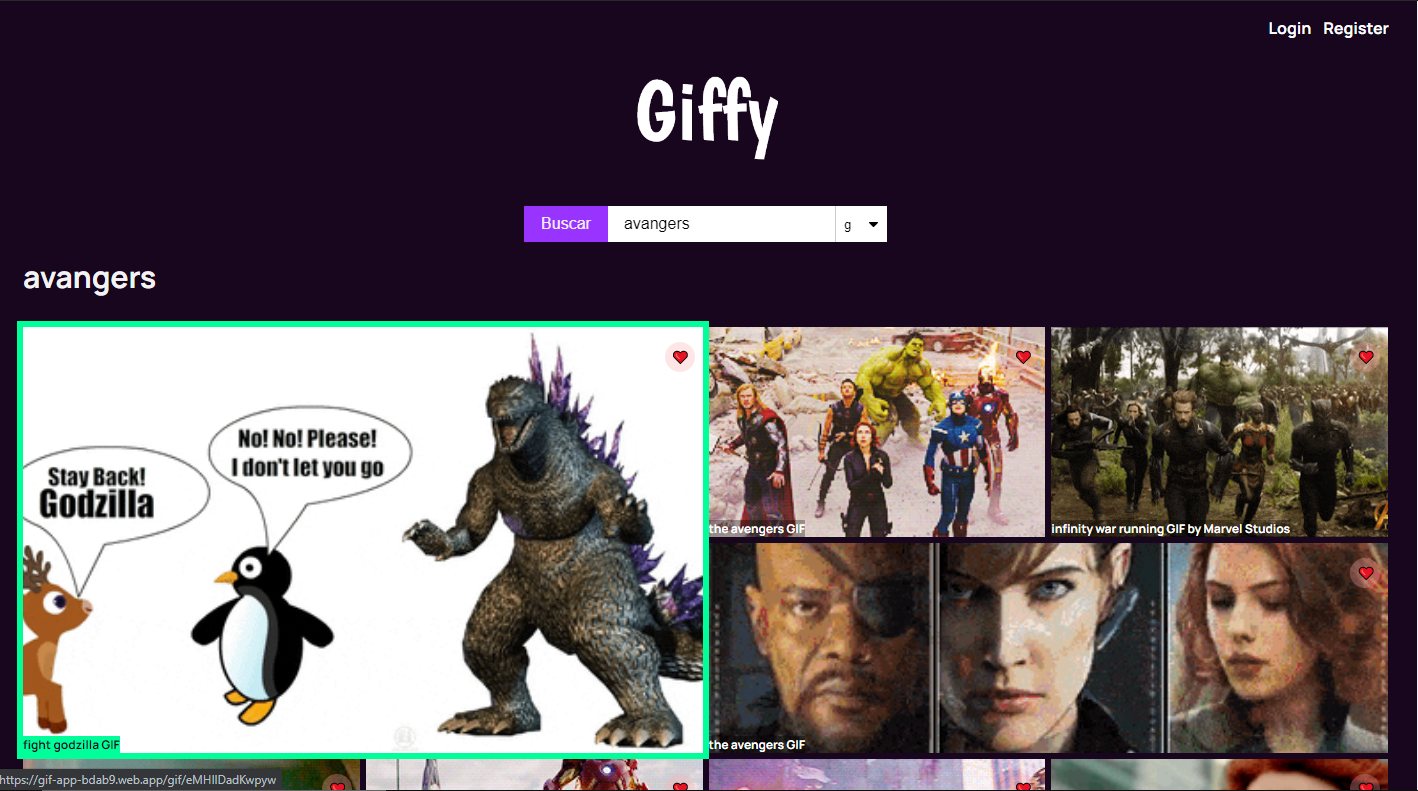 Login Register
Giffy
Buscar avangers g
avangers
Stay Back!
Godzilla
No! No! Please!
I don't let you go
fight godzilla GIF
the avengers GIF
infinity war running GIF by Marvel Studios
the avengers GIF
https://gif-app-bdab9.web.app/gif/eMHIlDadKwpyw